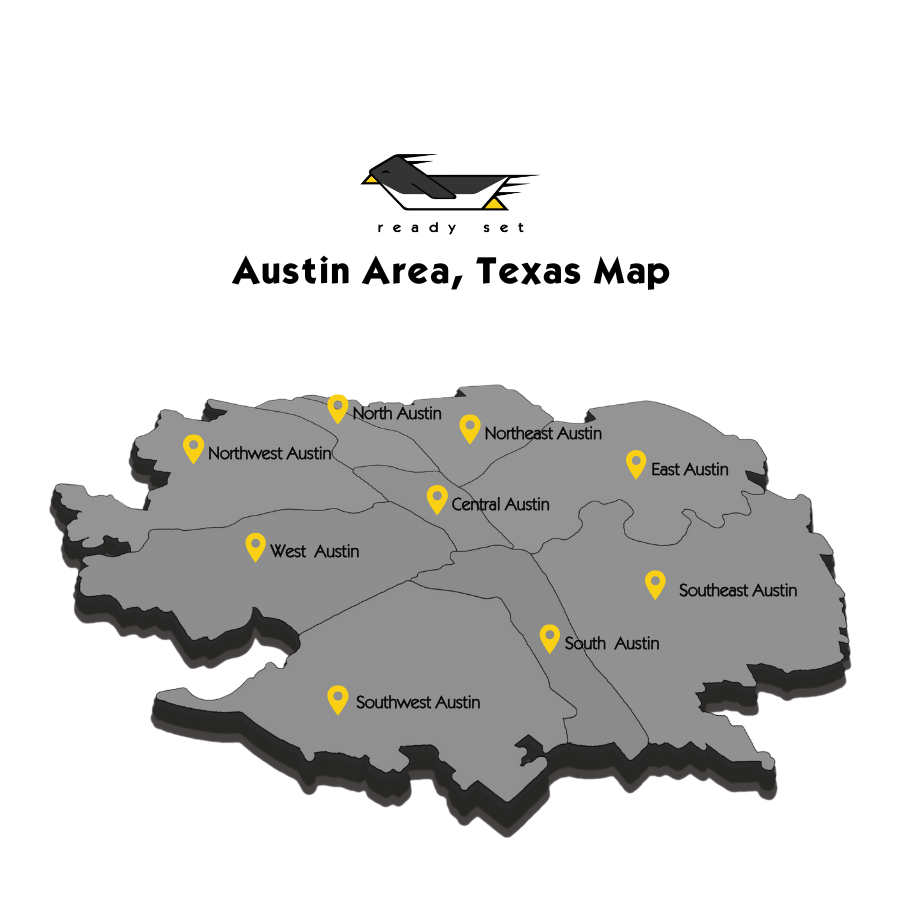 ready set
Austin Area, Texas Map
North Austin
Northeast Austin
Northwest Austin
East Austin
Central Austin
West Austin
Southeast Austin
South Austin
Southwest Austin